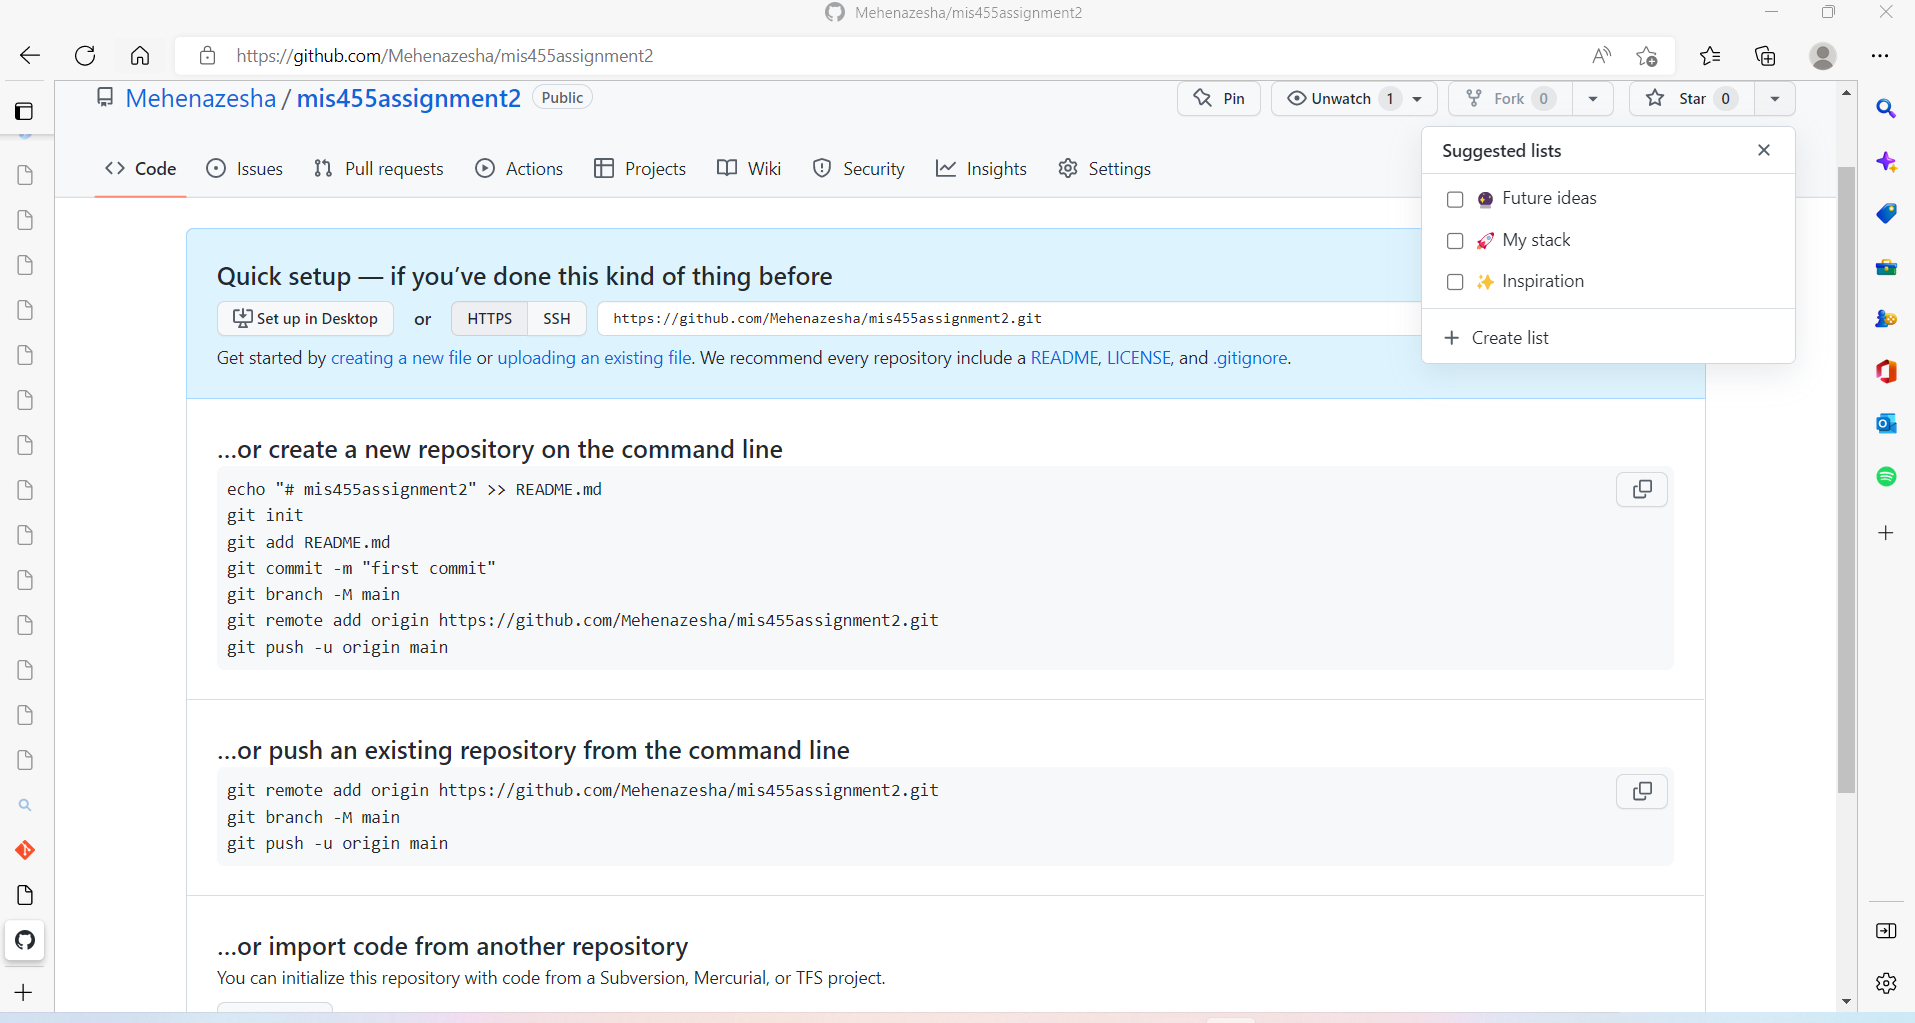 Mehenazesha/mis455assignment2
https://github.com/Mehenazesha/mis455assignment2
Mehenazesha / mis455assignment2 Public
Pin
Unwatch 1
Fork 0
Star 0
Code
Issues
Pull requests
Actions
Projects
Wiki
Security
Insights
Settings
Suggested lists
🔮 Future ideas
🚀 My stack
✨ Inspiration
Create list
Quick setup — if you’ve done this kind of thing before
Set up in Desktop or HTTPS SSH https://github.com/Mehenazesha/mis455assignment2.git
Get started by creating a new file or uploading an existing file. We recommend every repository include a README, LICENSE, and .gitignore.
…or create a new repository on the command line
echo "# mis455assignment2" >> README.md
git init
git add README.md
git commit -m "first commit"
git branch -M main
git remote add origin https://github.com/Mehenazesha/mis455assignment2.git
git push -u origin main
…or push an existing repository from the command line
git remote add origin https://github.com/Mehenazesha/mis455assignment2.git
git branch -M main
git push -u origin main
…or import code from another repository
You can initialize this repository with code from a Subversion, Mercurial, or TFS project.